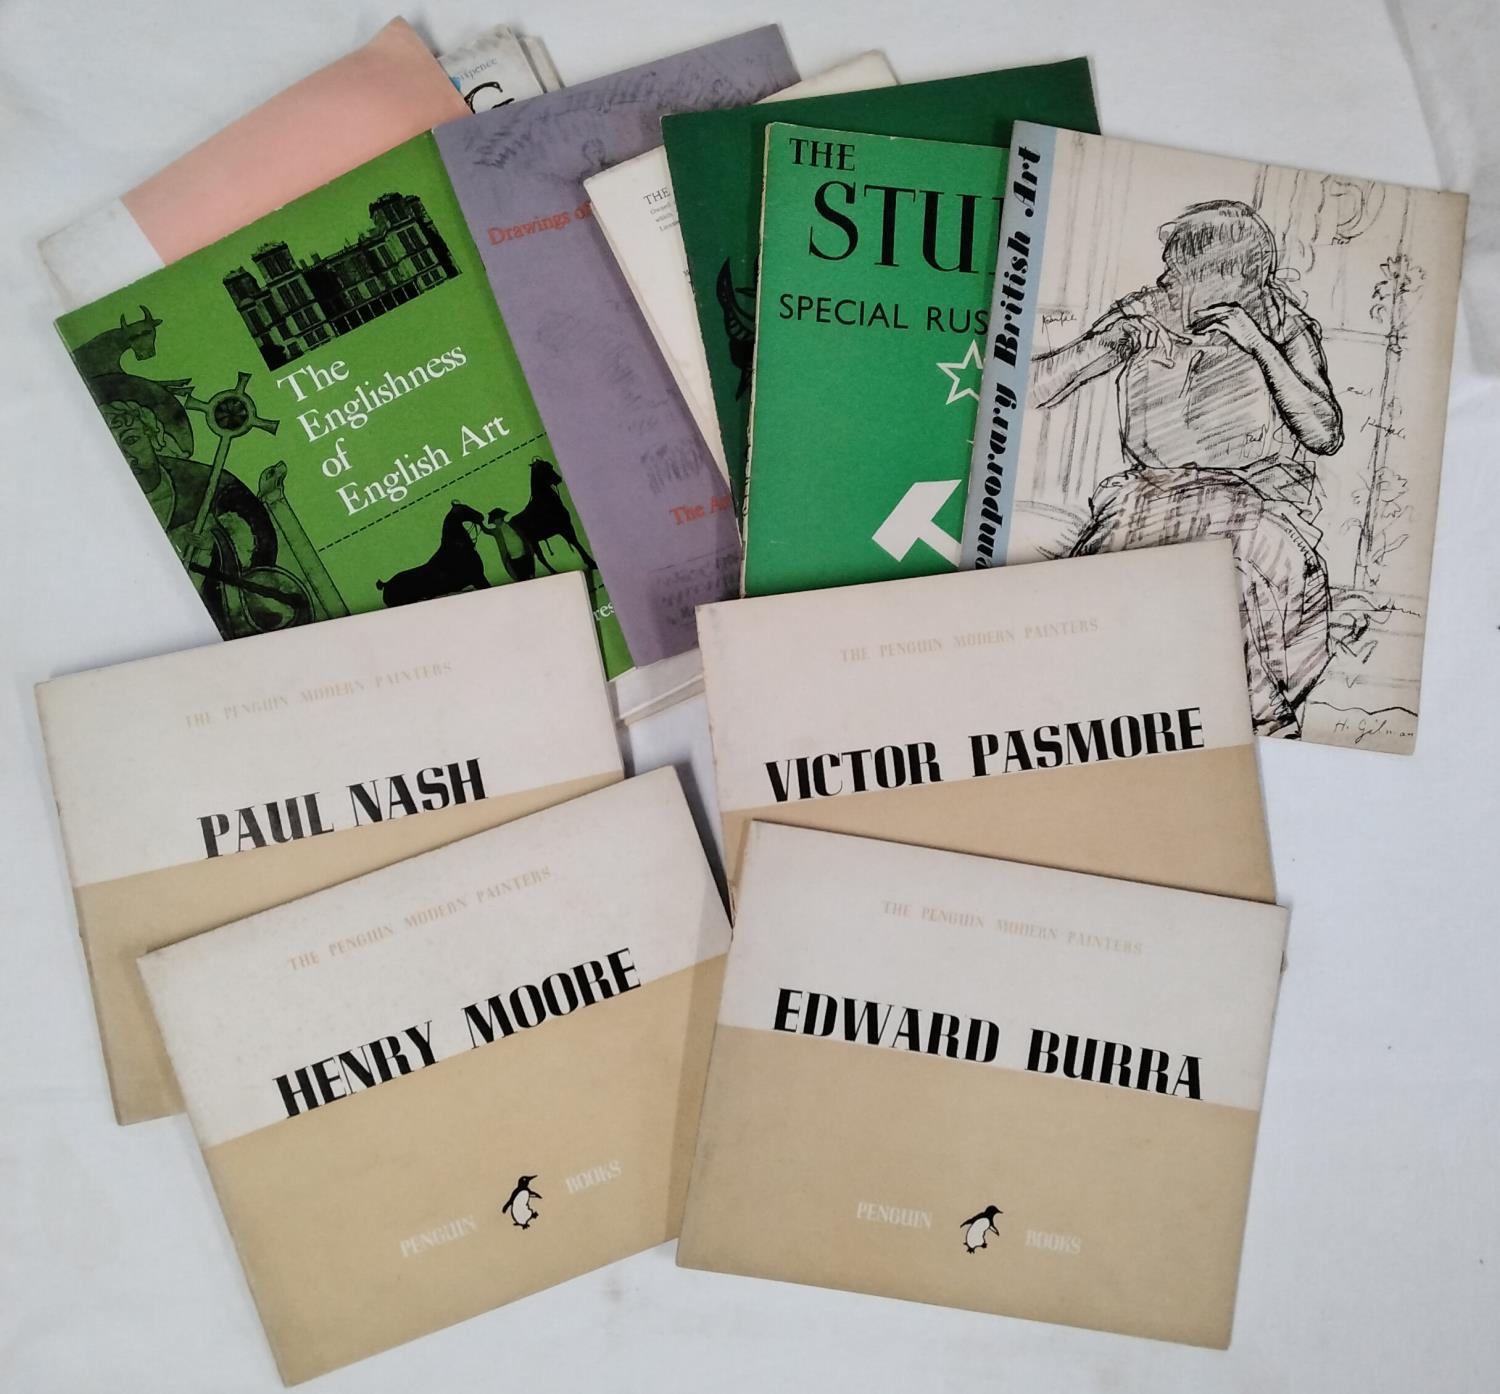 The
Englishness
of
English Art
Drawings of
THE
THE
SPECIAL RUS
British Art
H. Gilman
THE PENGUIN MODERN PAINTERS
PAUL NASH
THE PENGUIN MODERN PAINTERS
VICTOR PASMORE
THE PENGUIN MODERN PAINTERS
HENRY MOORE
PENGUIN BOOKS
THE PENGUIN MODERN PAINTERS
EDWARD BURRA
PENGUIN BOOKS